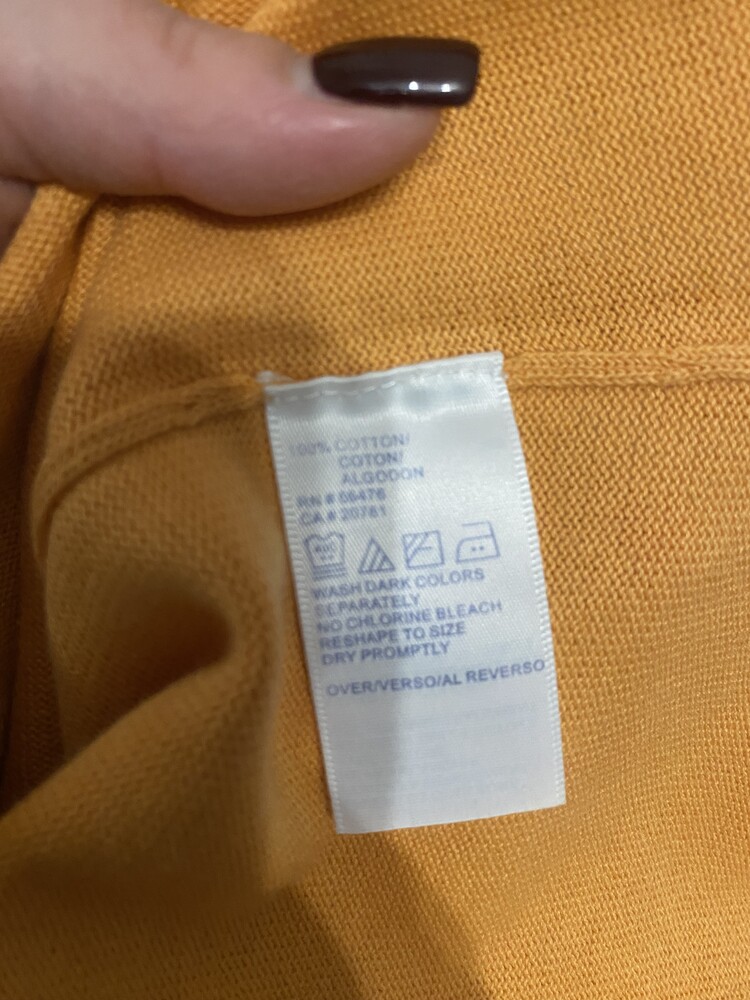 100% COTTON/
COTON/
ALGODON
RN # 66476
CA # 20781
WASH DARK COLORS
SEPARATELY
NO CHLORINE BLEACH
RESHAPE TO SIZE
DRY PROMPTLY
OVER/VERSO/AL REVERSO